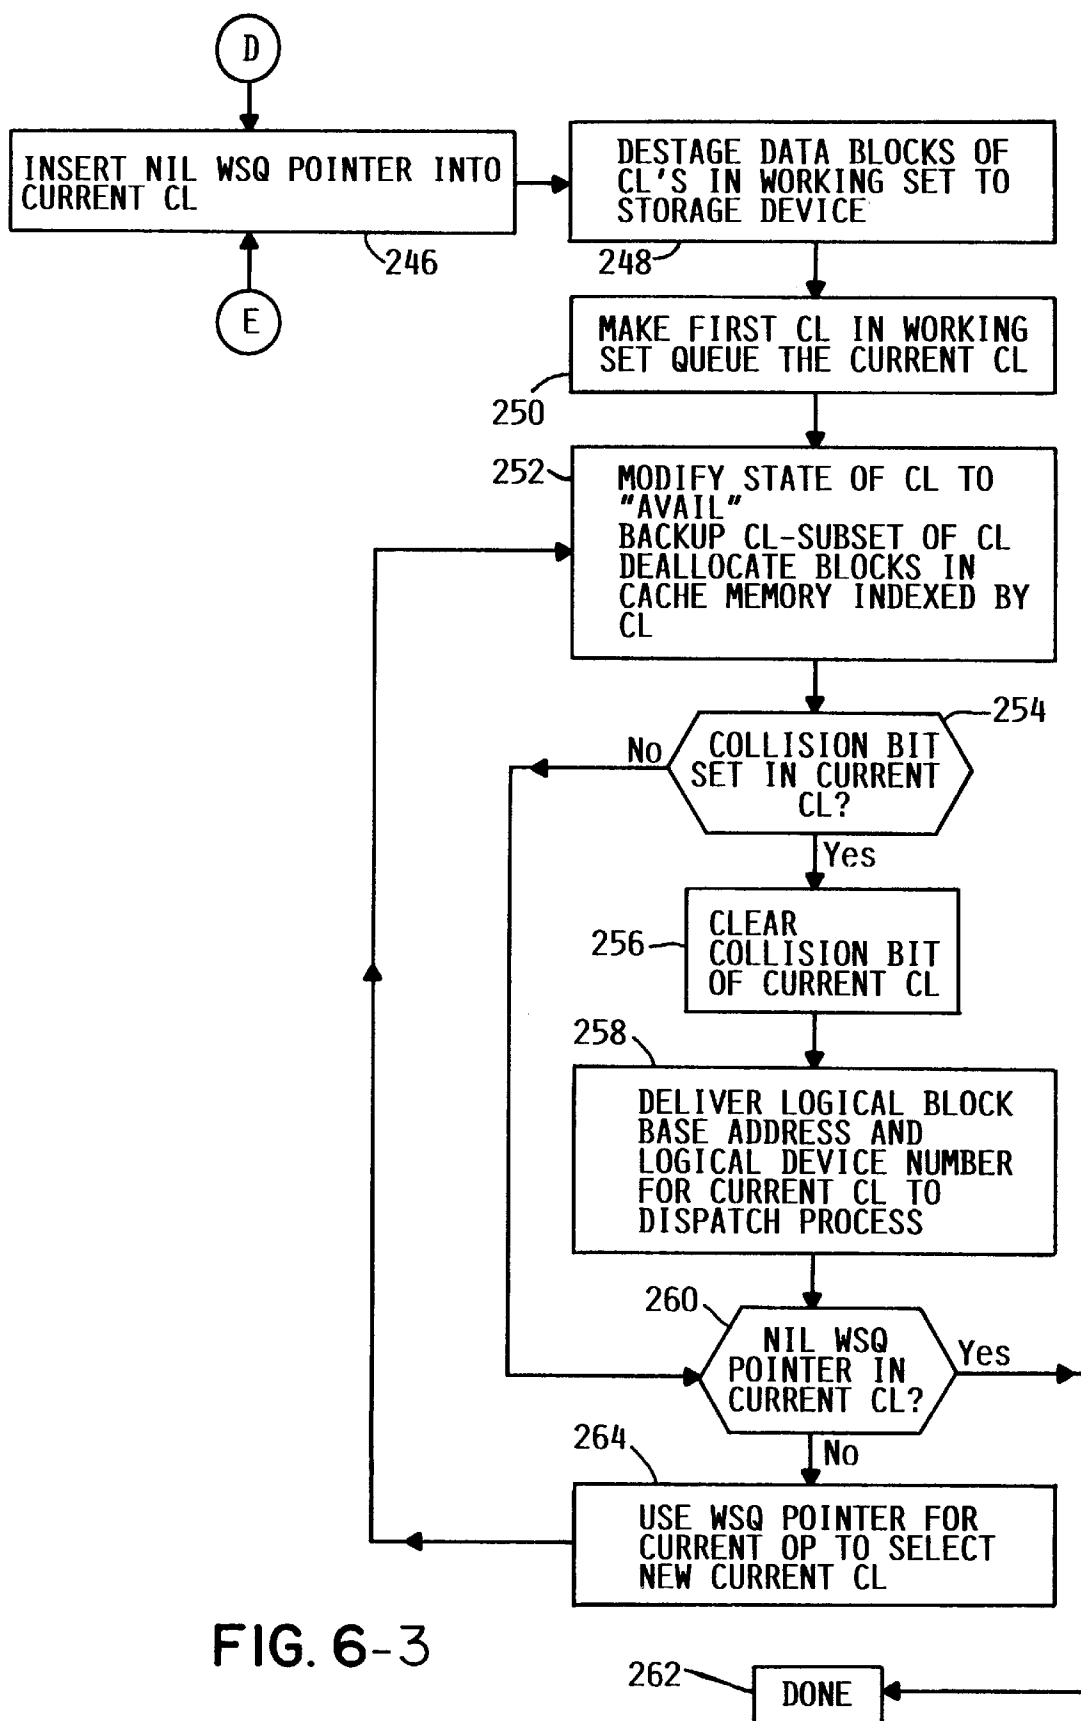 D
INSERT NIL WSQ POINTER INTO
CURRENT CL
246
E
DESTAGE DATA BLOCKS OF
CL'S IN WORKING SET TO
STORAGE DEVICE
248
MAKE FIRST CL IN WORKING
SET QUEUE THE CURRENT CL
250
252
MODIFY STATE OF CL TO
"AVAIL"
BACKUP CL-SUBSET OF CL
DEALLOCATE BLOCKS IN
CACHE MEMORY INDEXED BY
CL
254
No
COLLISION BIT
SET IN CURRENT
CL?
Yes
256
CLEAR
COLLISION BIT
OF CURRENT CL
258
DELIVER LOGICAL BLOCK
BASE ADDRESS AND
LOGICAL DEVICE NUMBER
FOR CURRENT CL TO
DISPATCH PROCESS
260
NIL WSQ
POINTER IN
CURRENT CL?
Yes
No
264
USE WSQ POINTER FOR
CURRENT OP TO SELECT
NEW CURRENT CL
FIG. 6-3
262
DONE